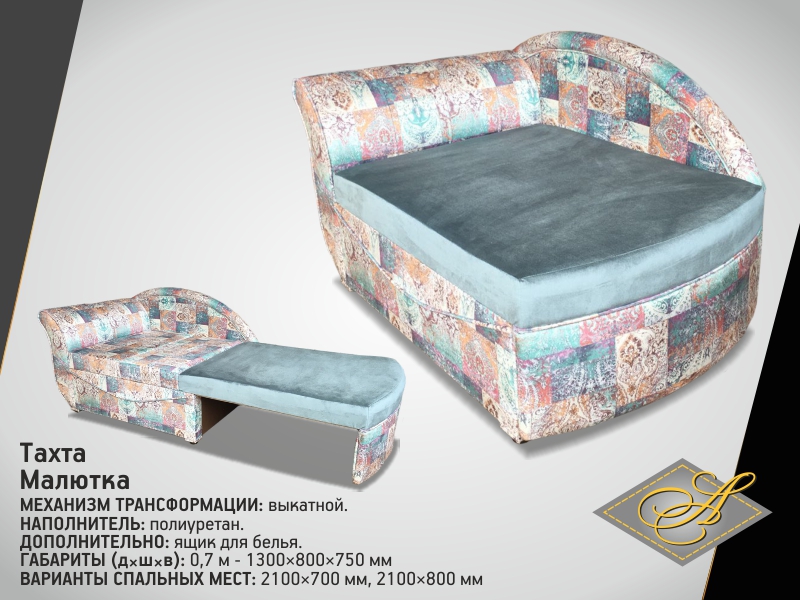 Тахта
Малютка
МЕХАНИЗМ ТРАНСФОРМАЦИИ: выкатной.
НАПОЛНИТЕЛЬ: полиуретан.
ДОПОЛНИТЕЛЬНО: ящик для белья.
ГАБАРИТЫ (д×ш×в): 0,7 м - 1300×800×750 мм
ВАРИАНТЫ СПАЛЬНЫХ МЕСТ: 2100×700 мм, 2100×800 мм
А